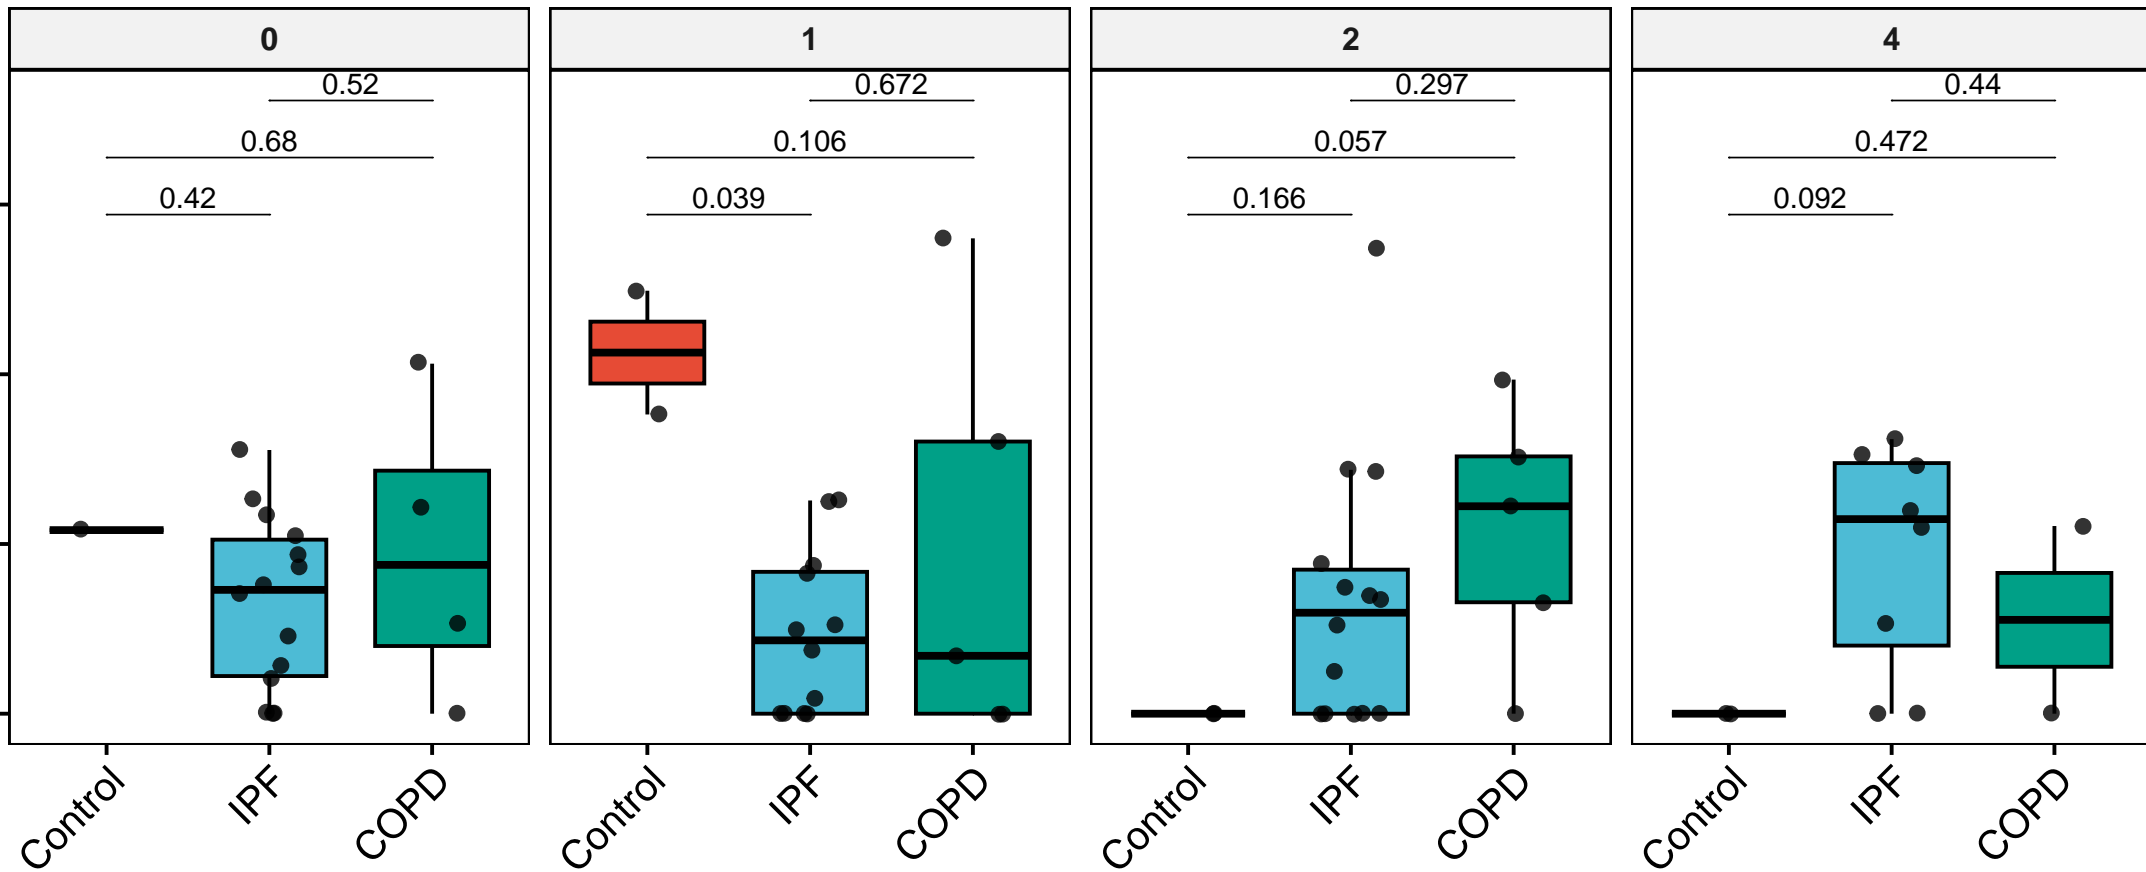 0 1 2 4
0.52 0.672 0.297 0.44
0.68 0.106 0.057 0.472
0.42 0.039 0.166 0.092
Control IPF COPD Control IPF COPD Control IPF COPD Control IPF COPD